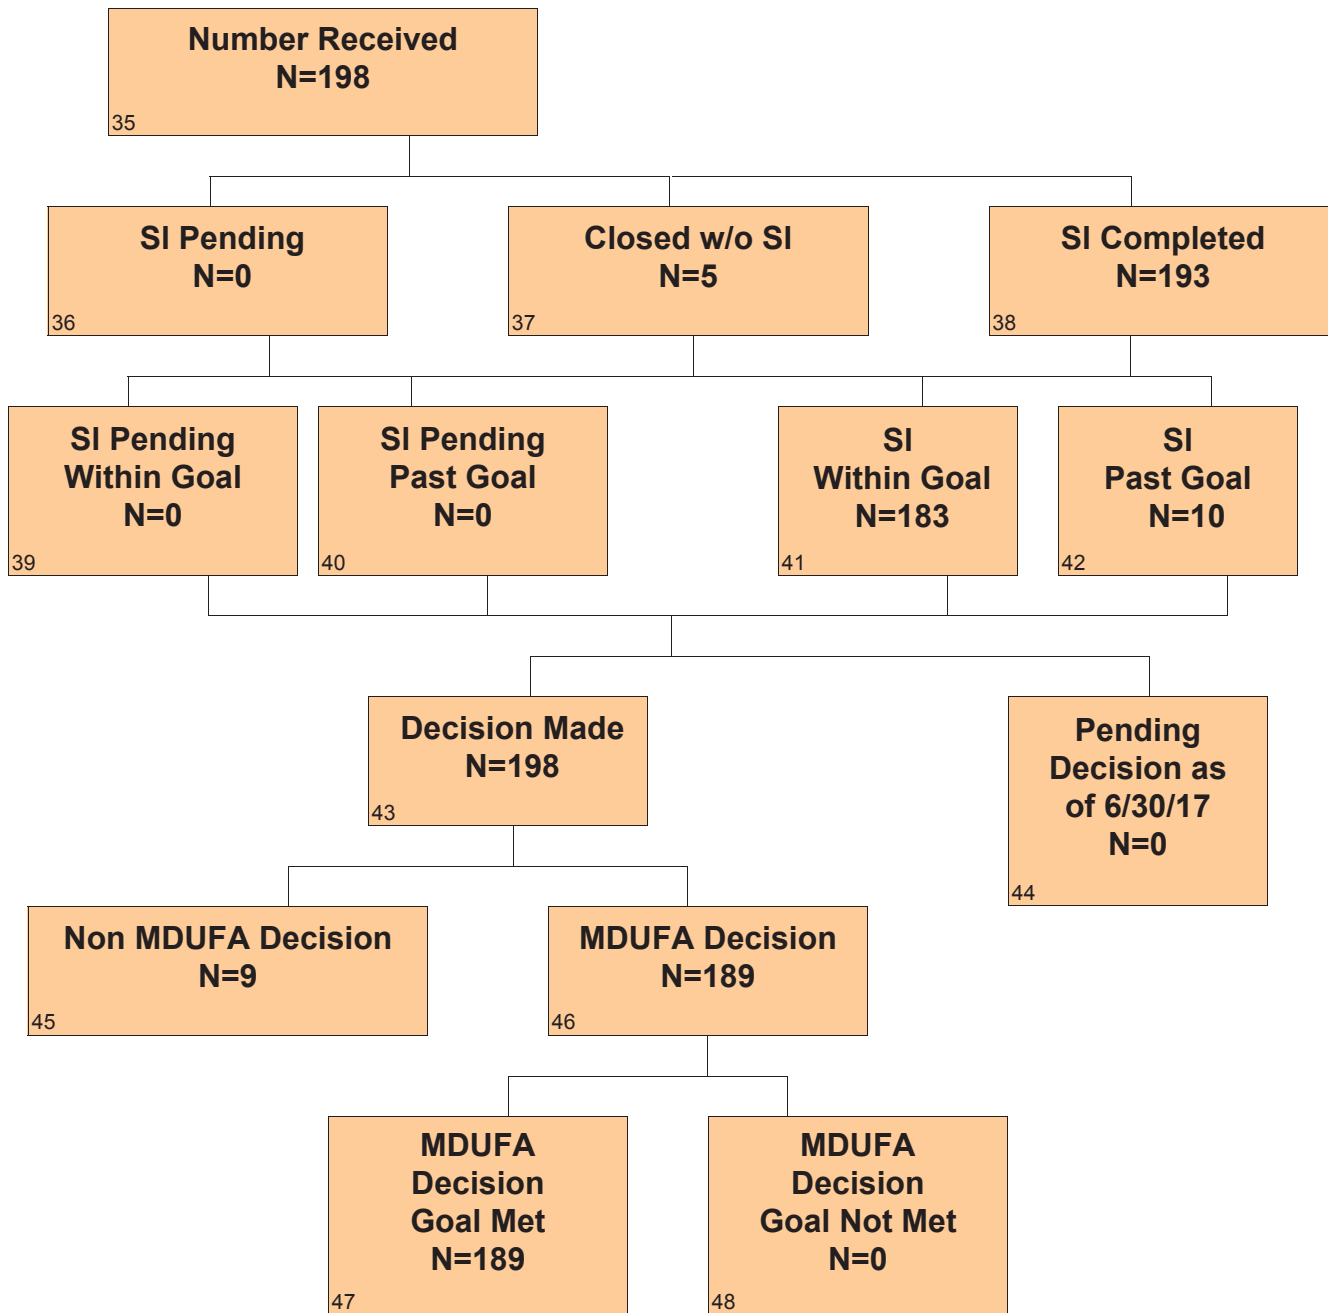 Number Received
N=198
35
SI Pending
N=0
36
Closed w/o SI
N=5
37
SI Completed
N=193
38
SI Pending
Within Goal
N=0
39
SI Pending
Past Goal
N=0
40
SI
Within Goal
N=183
41
SI
Past Goal
N=10
42
Decision Made
N=198
43
Pending
Decision as
of 6/30/17
N=0
44
Non MDUFA Decision
N=9
45
MDUFA Decision
N=189
46
MDUFA
Decision
Goal Met
N=189
47
MDUFA
Decision
Goal Not Met
N=0
48